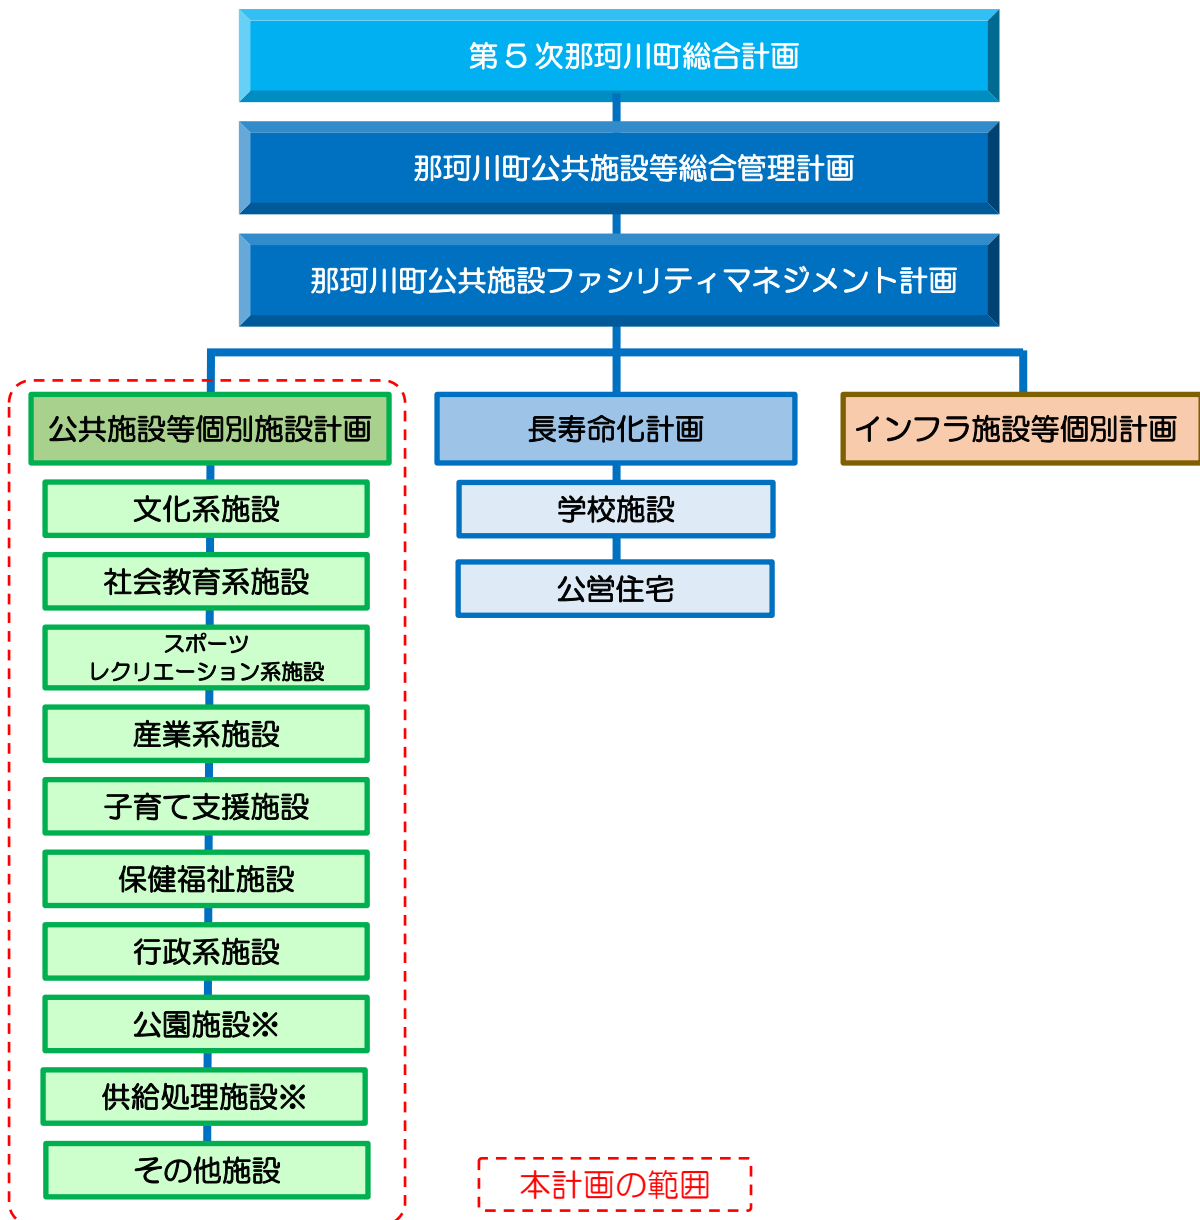 第５次那珂川町総合計画
那珂川町公共施設等総合管理計画
那珂川町公共施設ファシリティマネジメント計画
公共施設等個別施設計画
文化系施設
社会教育系施設
スポーツ
レクリエーション系施設
産業系施設
子育て支援施設
保健福祉施設
行政系施設
公園施設※
供給処理施設※
その他施設
長寿命化計画
学校施設
公営住宅
インフラ施設等個別計画
本計画の範囲